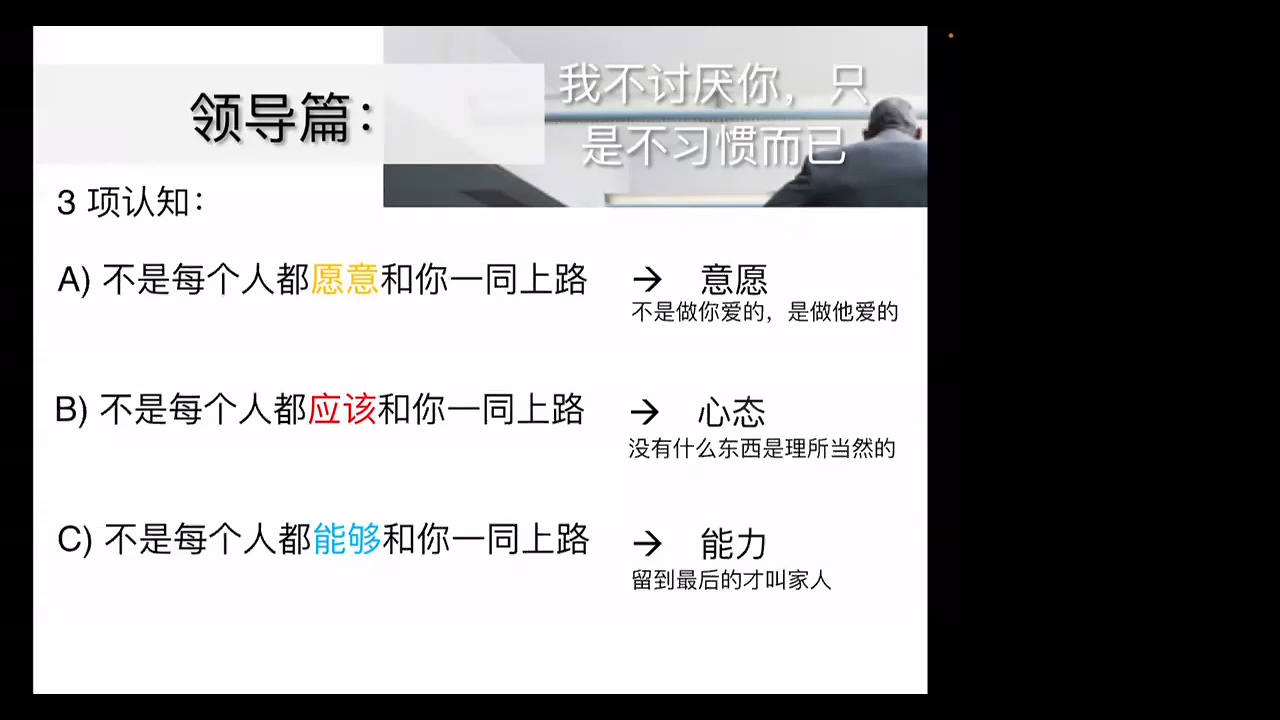 领导篇：
我不讨厌你，只
是不习惯而已
3 项认知：
A) 不是每个人都愿意和你一同上路 → 意愿
不是做你爱的，是做他爱的
B) 不是每个人都应该和你一同上路 → 心态
没有什么东西是理所当然的
C) 不是每个人都能够和你一同上路 → 能力
留到最后的才叫家人